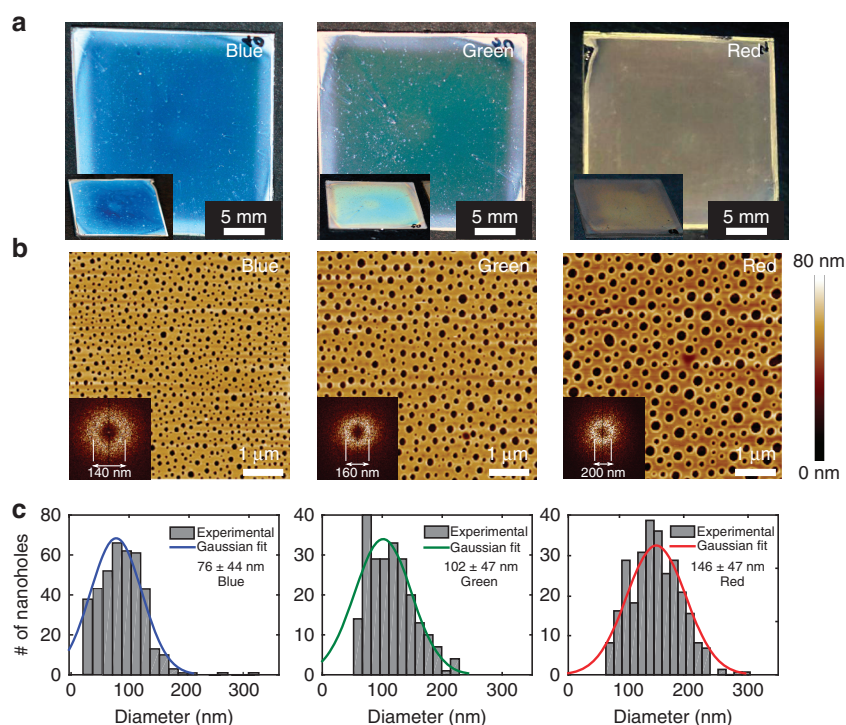 a
Blue
Green
Red
5 mm
5 mm
5 mm
b
Blue
Green
Red
80 nm
0 nm
140 nm
1 µm
160 nm
1 µm
200 nm
1 µm
c
80
60
40
20
0
# of nanoholes
Experimental
Gaussian fit
76 ± 44 nm
Blue
0 100 200 300
Diameter (nm)
40
30
20
10
0
Experimental
Gaussian fit
102 ± 47 nm
Green
0 100 200 300
Diameter (nm)
40
30
20
10
0
Experimental
Gaussian fit
146 ± 47 nm
Red
0 100 200 300
Diameter (nm)